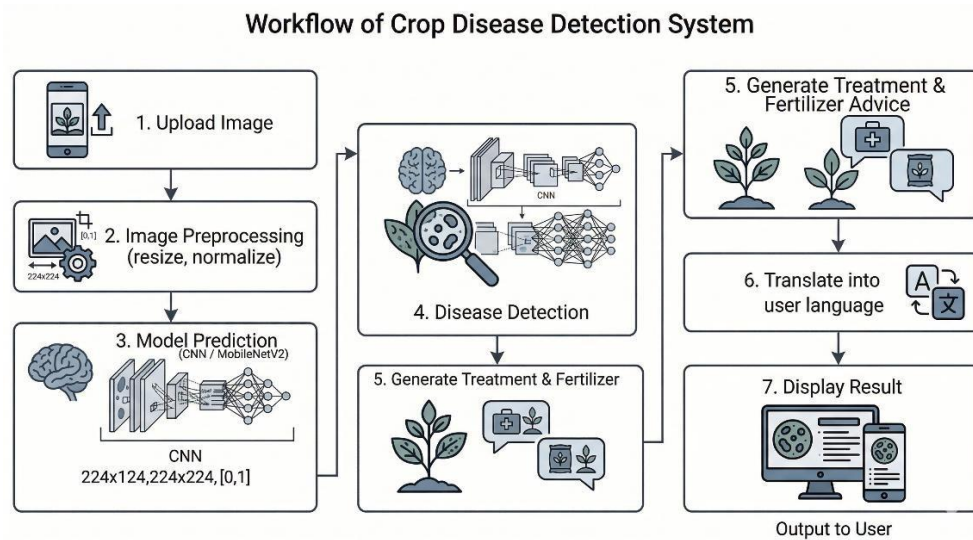 Workflow of Crop Disease Detection System
1. Upload Image
[0,1]
224x224
2. Image Preprocessing
(resize, normalize)
3. Model Prediction
(CNN / MobileNetV2)
CNN
224x124,224x224,[0,1]
CNN
4. Disease Detection
5. Generate Treatment & Fertilizer
5. Generate Treatment &
Fertilizer Advice
6. Translate into
user language
A
文
7. Display Result
Output to User